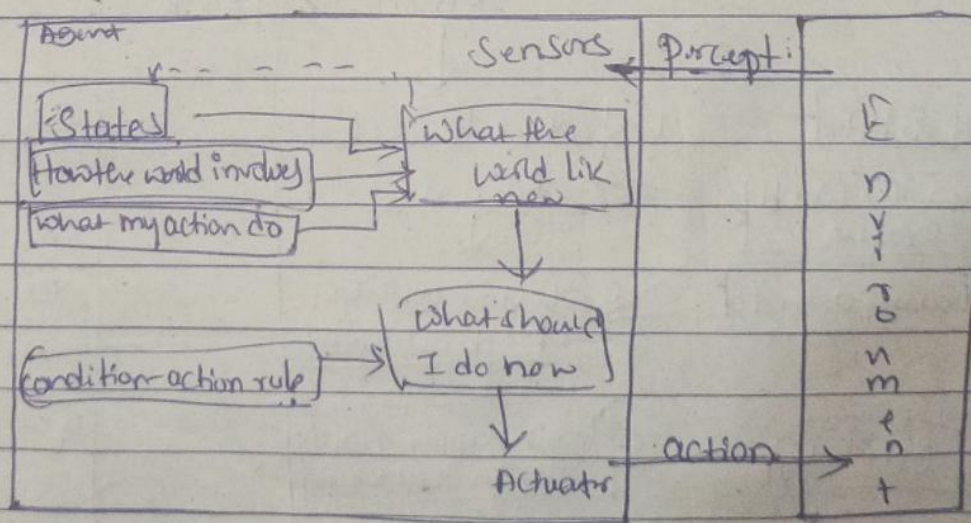 Agent
Sensors
Percept:
States
How the world involves
what my action do
What the
world lik
now
What should
I do now
condition-action rule
Actuator
action
Environment